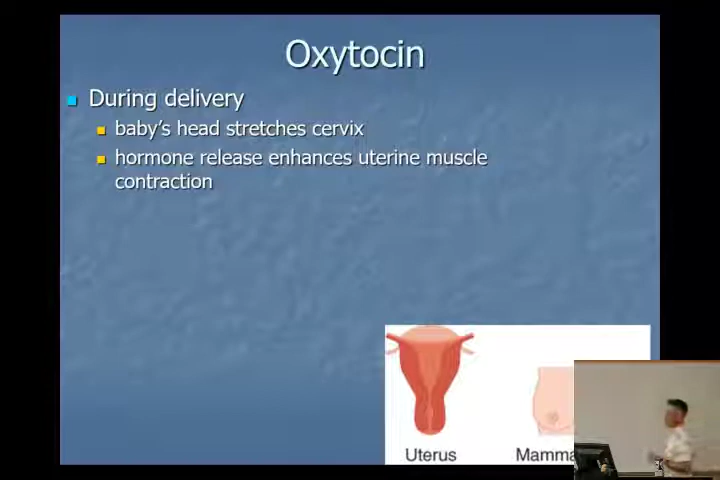 Oxytocin
During delivery
baby's head stretches cervix
hormone release enhances uterine muscle
contraction
Uterus